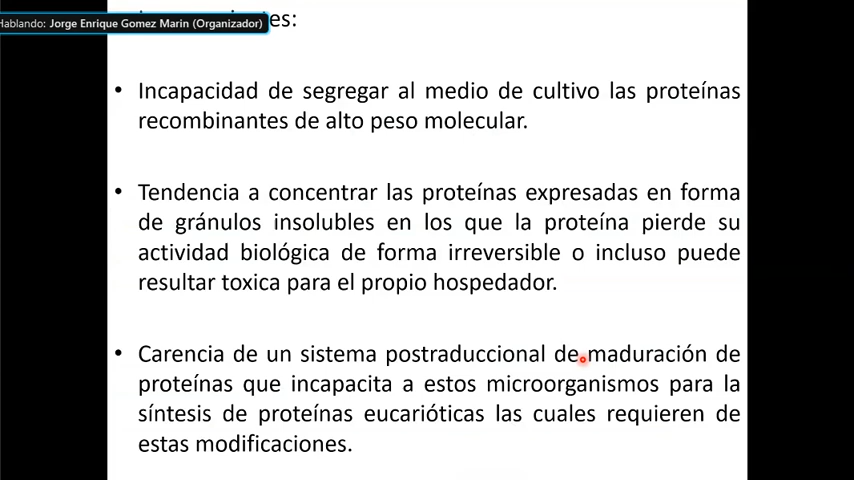 Hablando: Jorge Enrique Gomez Marin (Organizador)
• Incapacidad de segregar al medio de cultivo las proteínas
recombinantes de alto peso molecular.
• Tendencia a concentrar las proteínas expresadas en forma
de gránulos insolubles en los que la proteína pierde su
actividad biológica de forma irreversible o incluso puede
resultar toxica para el propio hospedador.
• Carencia de un sistema postraduccional de maduración de
proteínas que incapacita a estos microorganismos para la
síntesis de proteínas eucarióticas las cuales requieren de
estas modificaciones.